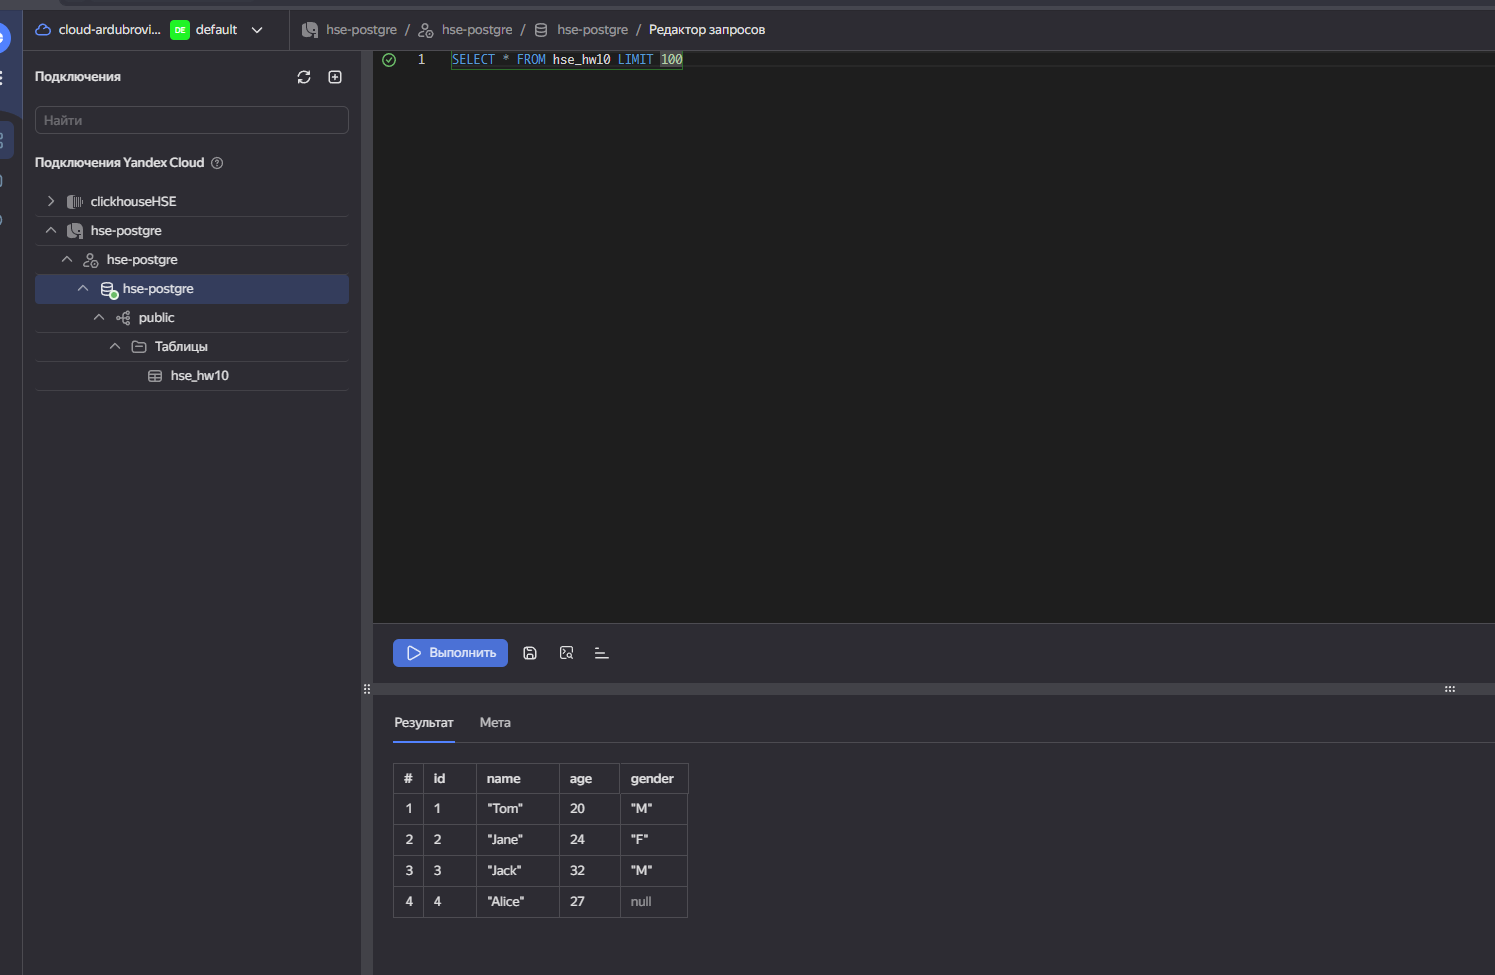 cloud-ardubrovi... DE default
hse-postgre / hse-postgre / hse-postgre / Редактор запросов
Подключения
Найти
Подключения Yandex Cloud
clickhouseHSE
hse-postgre
hse-postgre
hse-postgre
public
Таблицы
hse_hw10
1 SELECT * FROM hse_hw10 LIMIT 100
Выполнить
Результат Мета
# id name age gender
1 1 "Tom" 20 "M"
2 2 "Jane" 24 "F"
3 3 "Jack" 32 "M"
4 4 "Alice" 27 null